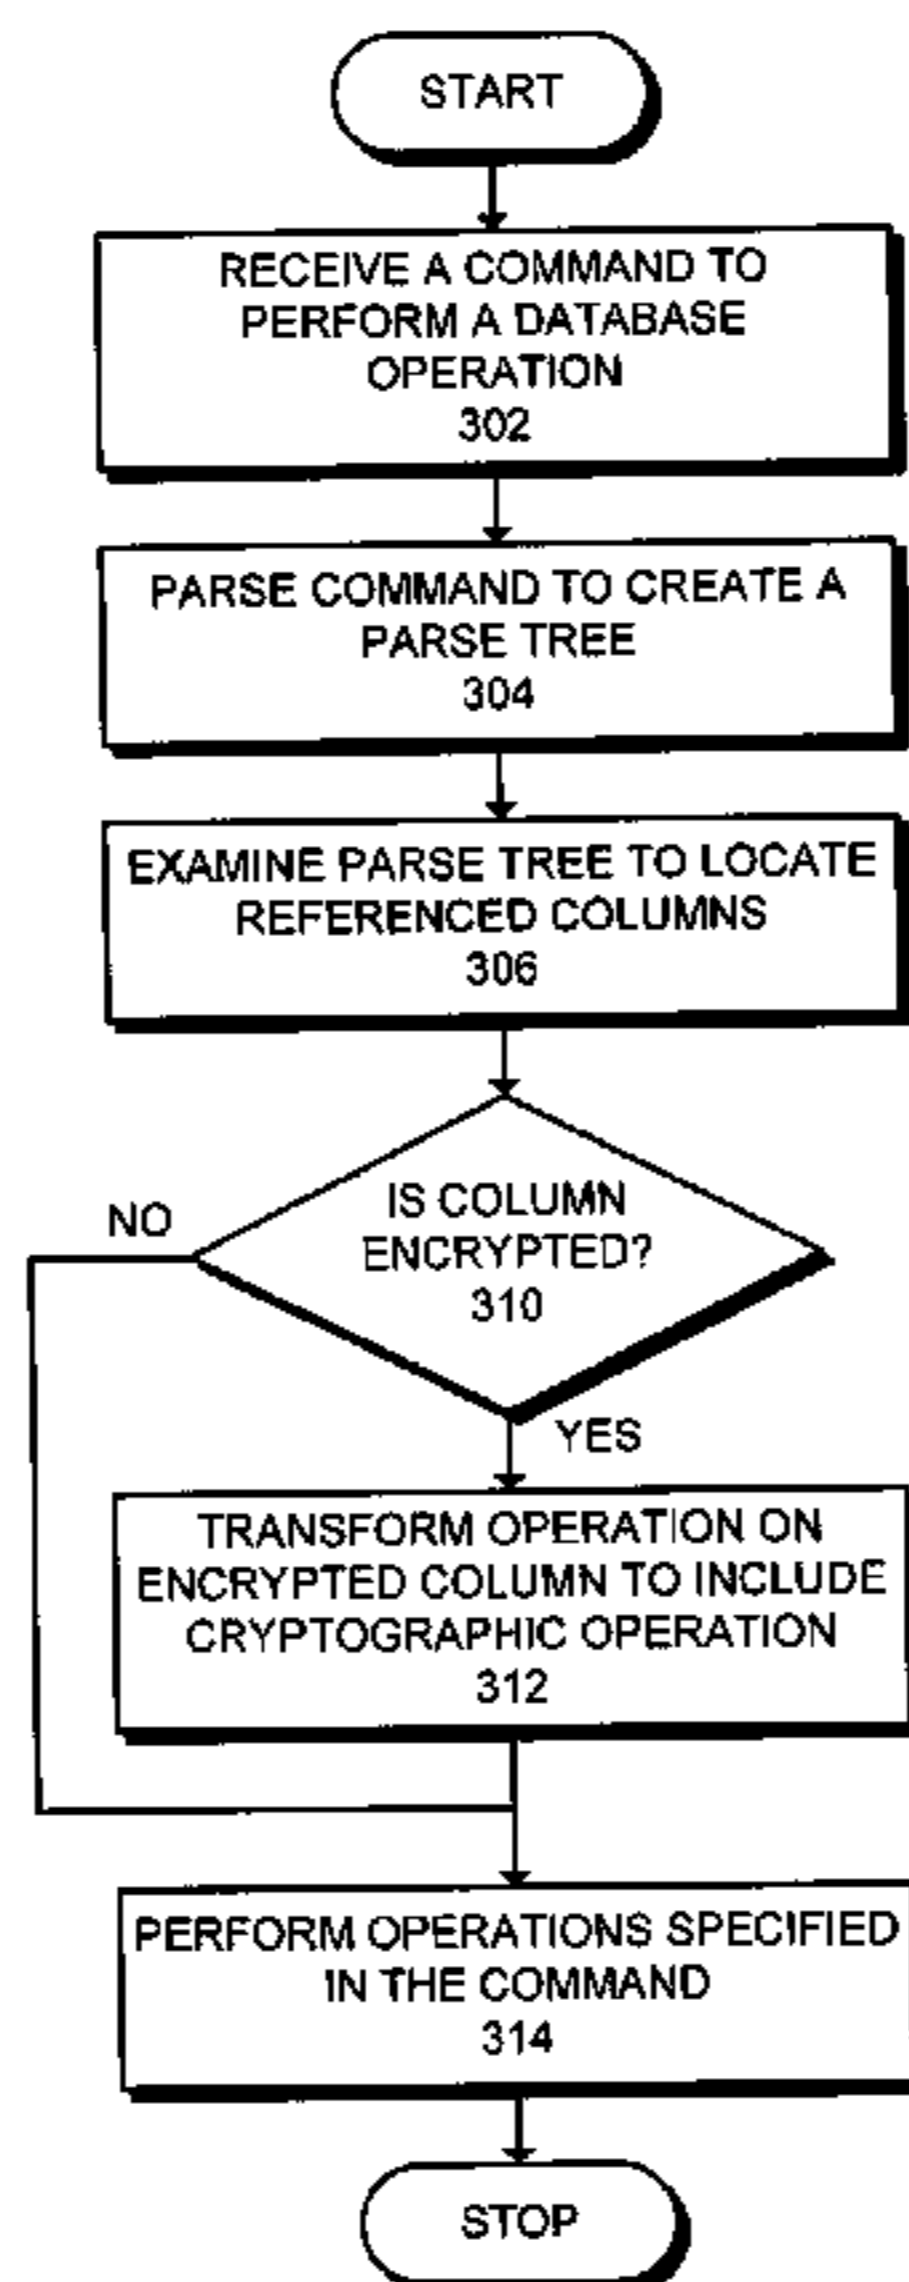 START
RECEIVE A COMMAND TO
PERFORM A DATABASE
OPERATION
302
PARSE COMMAND TO CREATE A
PARSE TREE
304
EXAMINE PARSE TREE TO LOCATE
REFERENCED COLUMNS
306
IS COLUMN
ENCRYPTED?
310
NO
YES
TRANSFORM OPERATION ON
ENCRYPTED COLUMN TO INCLUDE
CRYPTOGRAPHIC OPERATION
312
PERFORM OPERATIONS SPECIFIED
IN THE COMMAND
314
STOP